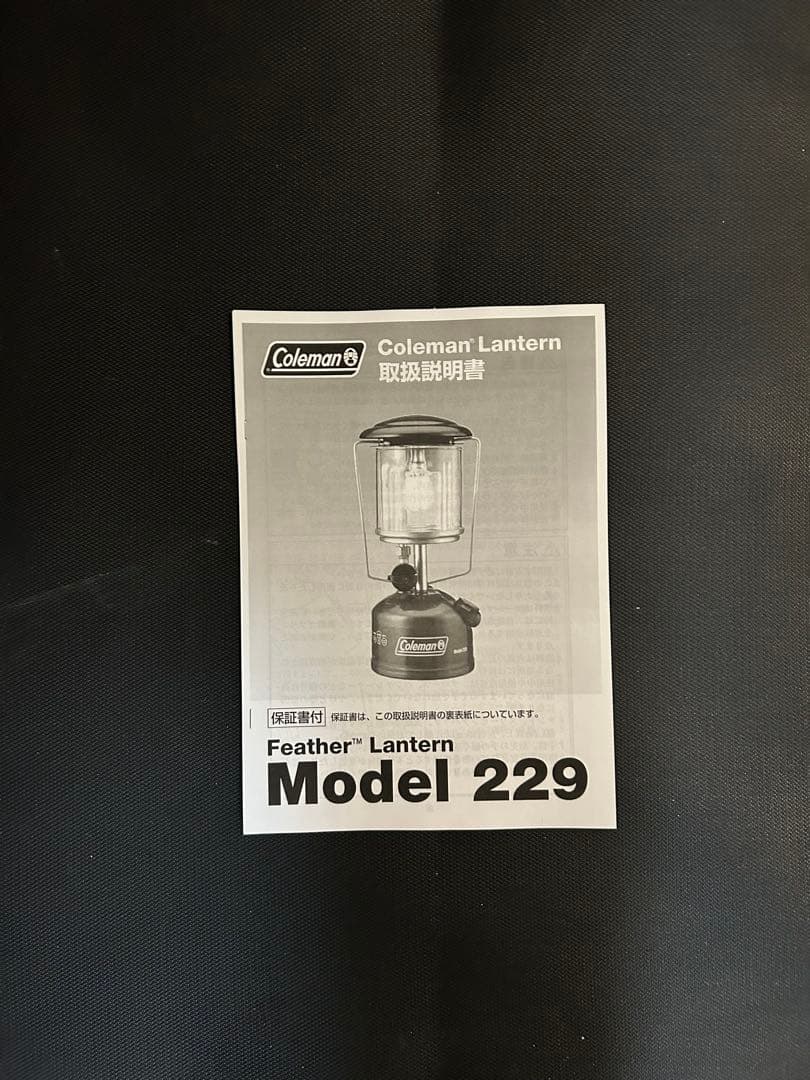 Coleman
Coleman® Lantern
取扱説明書
Coleman
保証書付 保証書は、この取扱説明書の裏表紙についています。
Feather™ Lantern
Model 229